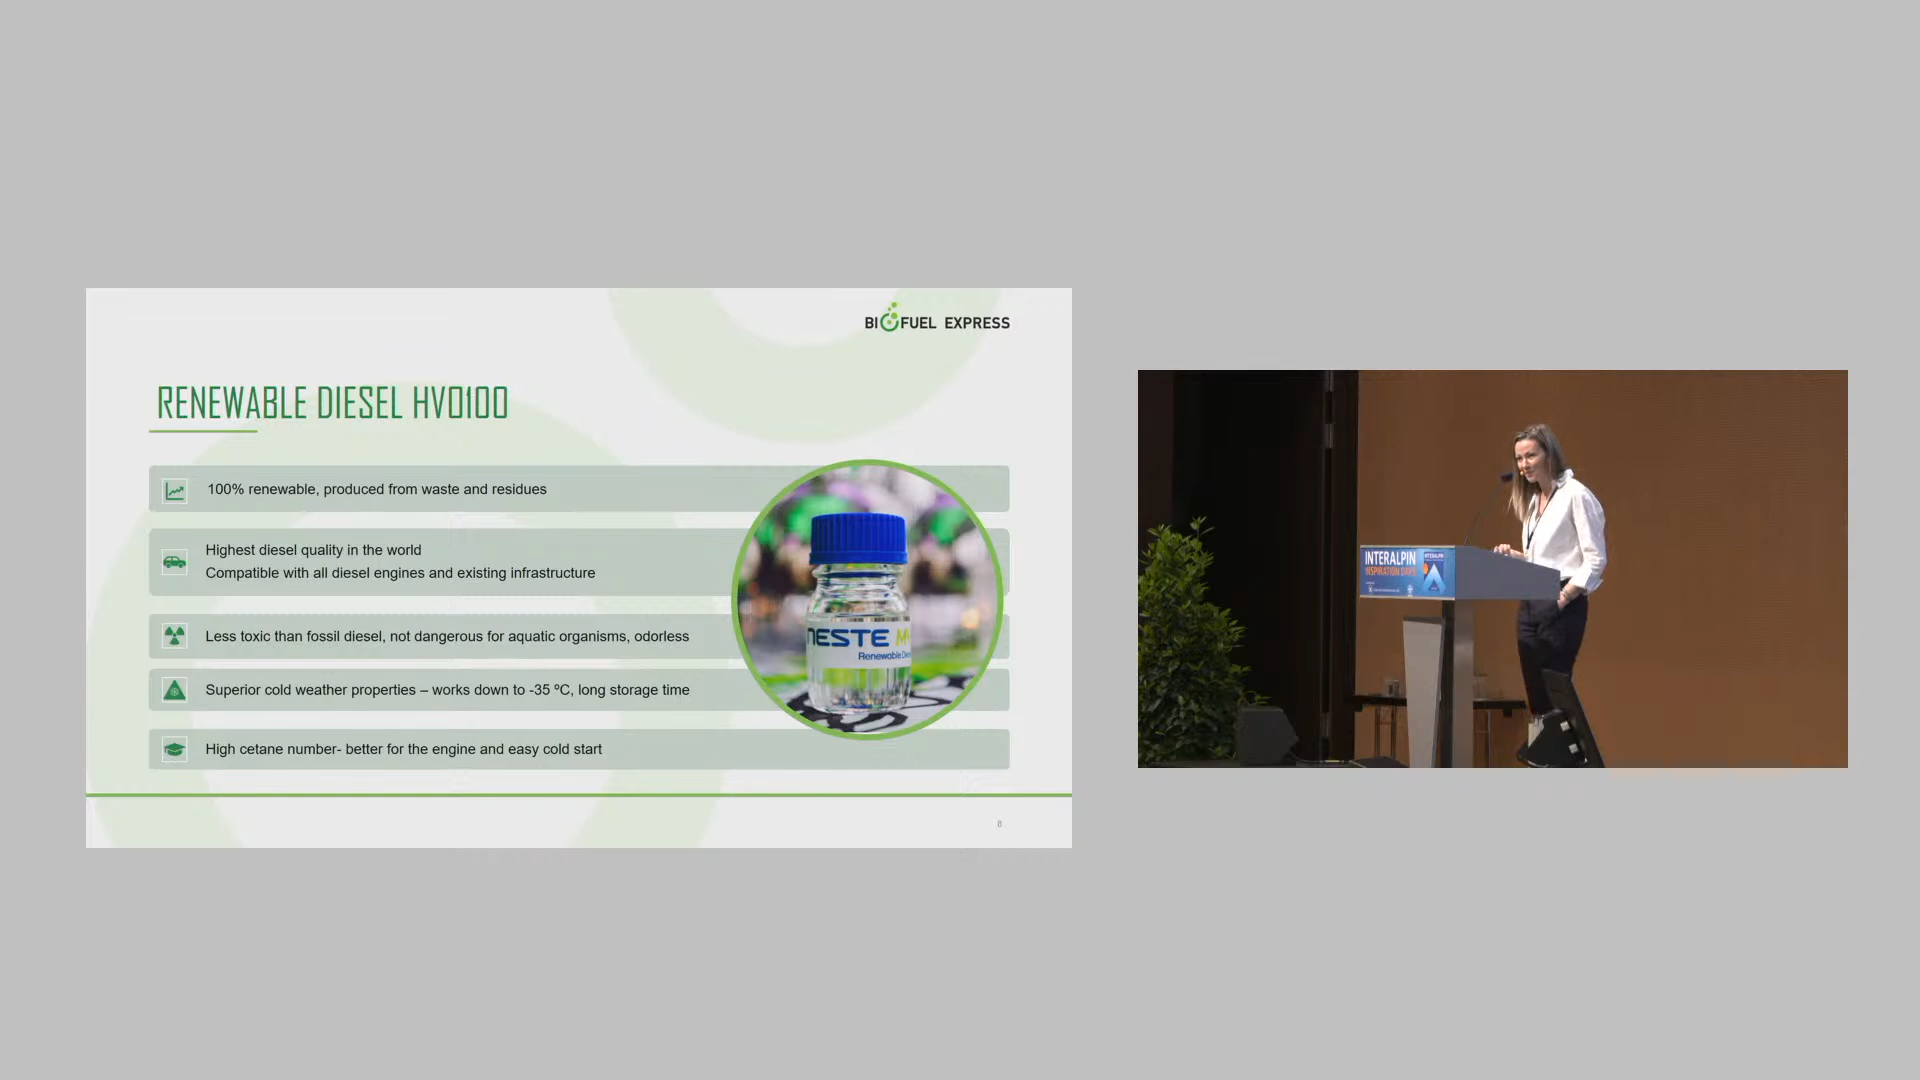 BIOFUEL EXPRESS
RENEWABLE DIESEL HVO100
100% renewable, produced from waste and residues
Highest diesel quality in the world
Compatible with all diesel engines and existing infrastructure
Less toxic than fossil diesel, not dangerous for aquatic organisms, odorless
Superior cold weather properties – works down to -35 ºC, long storage time
High cetane number- better for the engine and easy cold start
NESTE
Renewable
8
INTERALPIN
INSPIRATION DAYS
INTERALPIN